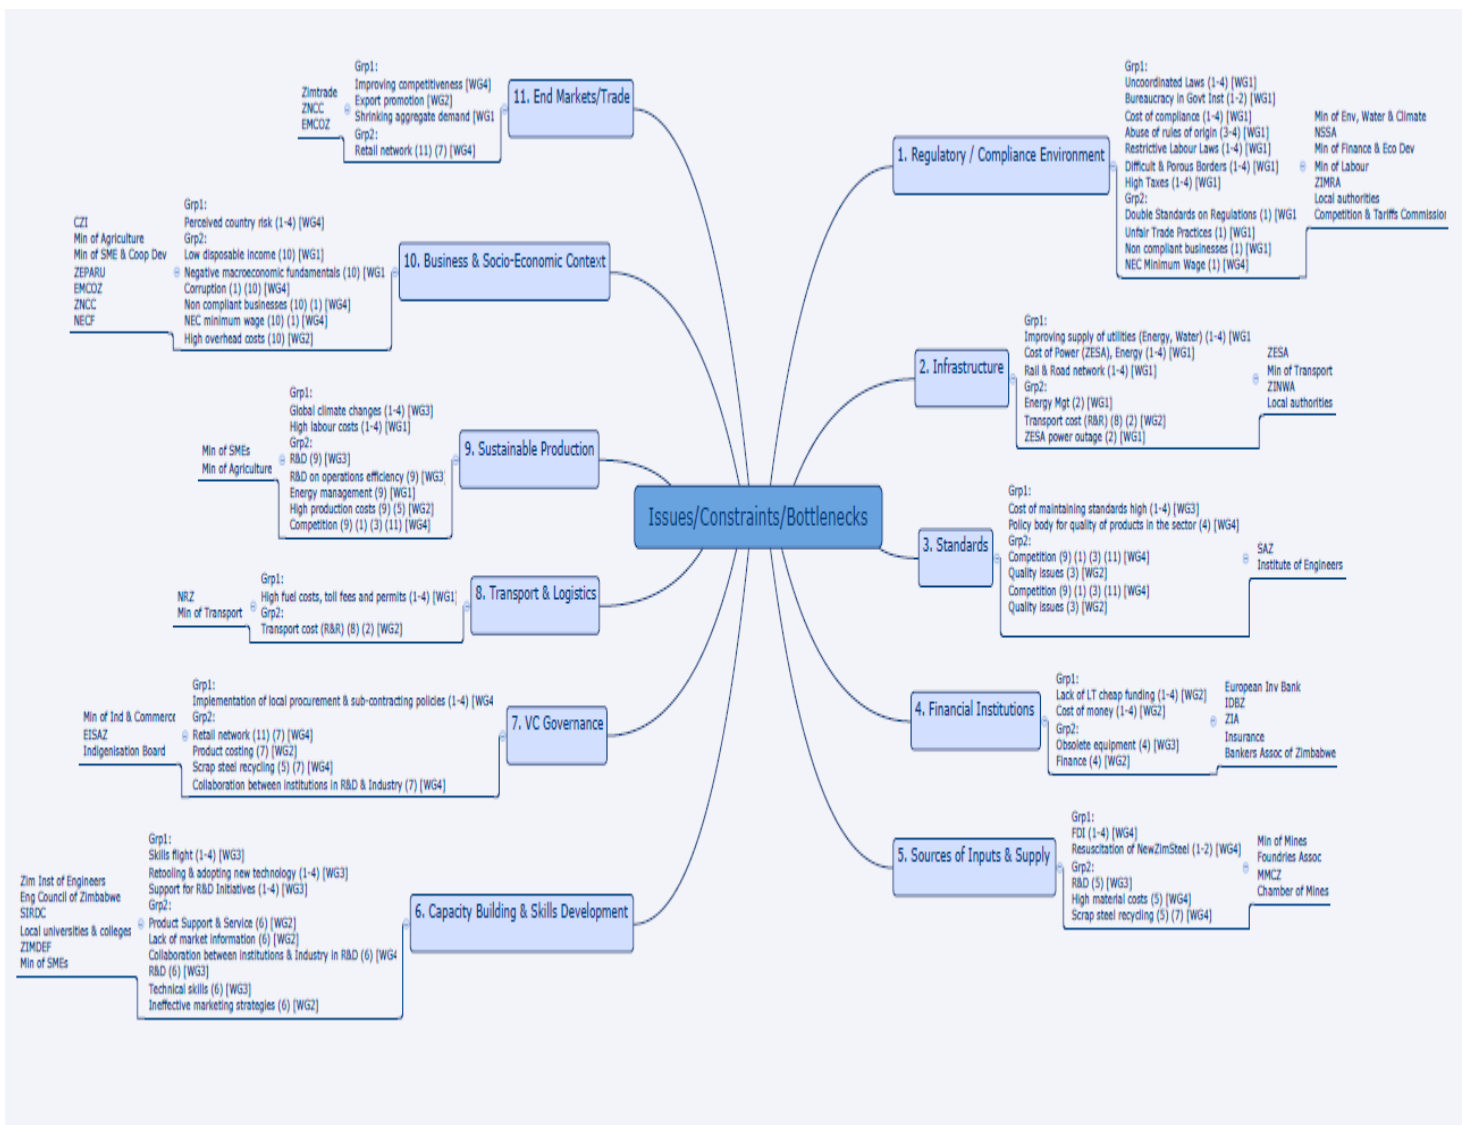 Issues/Constraints/Bottlenecks
1. Regulatory / Compliance Environment
Grp1:
Uncoordinated Laws (1-4) [WG1]
Bureaucracy in Govt Inst (1-2) [WG1]
Cost of compliance (1-4) [WG1]
Abuse of rules of origin (3-4) [WG1]
Restrictive Labour Laws (1-4) [WG1]
Difficult & Porous Borders (1-4) [WG1]
High Taxes (1-4) [WG1]
Grp2:
Double Standards on Regulations (1) [WG1
Unfair Trade Practices (1) [WG1]
Non compliant businesses (1) [WG1]
NEC Minimum Wage (1) [WG4]
Min of Env, Water & Climate
NSSA
Min of Finance & Eco Dev
Min of Labour
ZIMRA
Local authorities
Competition & Tariffs Commission
2. Infrastructure
Grp1:
Improving supply of utilities (Energy, Water) (1-4) [WG1
Cost of Power (ZESA), Energy (1-4) [WG1]
Rail & Road network (1-4) [WG1]
Grp2:
Energy Mgt (2) [WG1]
Transport cost (R&R) (8) (2) [WG2]
ZESA power outage (2) [WG1]
ZESA
Min of Transport
ZINWA
Local authorities
3. Standards
Grp1:
Cost of maintaining standards high (1-4) [WG3]
Policy body for quality of products in the sector (4) [WG4]
Grp2:
Competition (9) (1) (3) (11) [WG4]
Quality issues (3) [WG2]
Competition (9) (1) (3) (11) [WG4]
Quality issues (3) [WG2]
SAZ
Institute of Engineers
4. Financial Institutions
Grp1:
Lack of LT cheap funding (1-4) [WG2]
Cost of money (1-4) [WG2]
Grp2:
Obsolete equipment (4) [WG3]
Finance (4) [WG2]
European Inv Bank
IDBZ
ZIA
Insurance
Bankers Assoc of Zimbabwe
5. Sources of Inputs & Supply
Grp1:
FDI (1-4) [WG4]
Resuscitation of NewZimSteel (1-2) [WG4]
Grp2:
R&D (5) [WG3]
High material costs (5) [WG4]
Scrap steel recycling (5) (7) [WG4]
Min of Mines
Foundries Assoc
MMCZ
Chamber of Mines
6. Capacity Building & Skills Development
Grp1:
Skills flight (1-4) [WG3]
Retooling & adopting new technology (1-4) [WG3]
Support for R&D Initiatives (1-4) [WG3]
Grp2:
Product Support & Service (6) [WG2]
Lack of market information (6) [WG2]
Collaboration between institutions & Industry in R&D (6) [WG4
R&D (6) [WG3]
Technical skills (6) [WG3]
Ineffective marketing strategies (6) [WG2]
Zim Inst of Engineers
Eng Council of Zimbabwe
SIRDC
Local universities & colleges
ZIMDEF
Min of SMEs
7. VC Governance
Grp1:
Implementation of local procurement & sub-contracting policies (1-4) [WG4
Grp2:
Retail network (11) (7) [WG4]
Product costing (7) [WG2]
Scrap steel recycling (5) (7) [WG4]
Collaboration between institutions in R&D & Industry (7) [WG4]
Min of Ind & Commerce
EISAZ
Indigenisation Board
8. Transport & Logistics
Grp1:
High fuel costs, toll fees and permits (1-4) [WG1]
Grp2:
Transport cost (R&R) (8) (2) [WG2]
NRZ
Min of Transport
9. Sustainable Production
Grp1:
Global climate changes (1-4) [WG3]
High labour costs (1-4) [WG1]
Grp2:
R&D (9) [WG3]
R&D on operations efficiency (9) [WG3]
Energy management (9) [WG1]
High production costs (9) (5) [WG2]
Competition (9) (1) (3) (11) [WG4]
Min of SMEs
Min of Agriculture
10. Business & Socio-Economic Context
Grp1:
Perceived country risk (1-4) [WG4]
Grp2:
Low disposable income (10) [WG1]
Negative macroeconomic fundamentals (10) [WG1
Corruption (1) (10) [WG4]
Non compliant businesses (10) (1) [WG4]
NEC minimum wage (10) (1) [WG4]
High overhead costs (10) [WG2]
CZI
Min of Agriculture
Min of SME & Coop Dev
ZEPARU
EMCOZ
ZNCC
NECF
11. End Markets/Trade
Grp1:
Improving competitiveness [WG4]
Export promotion [WG2]
Shrinking aggregate demand [WG1
Grp2:
Retail network (11) (7) [WG4]
Zimtrade
ZNCC
EMCOZ